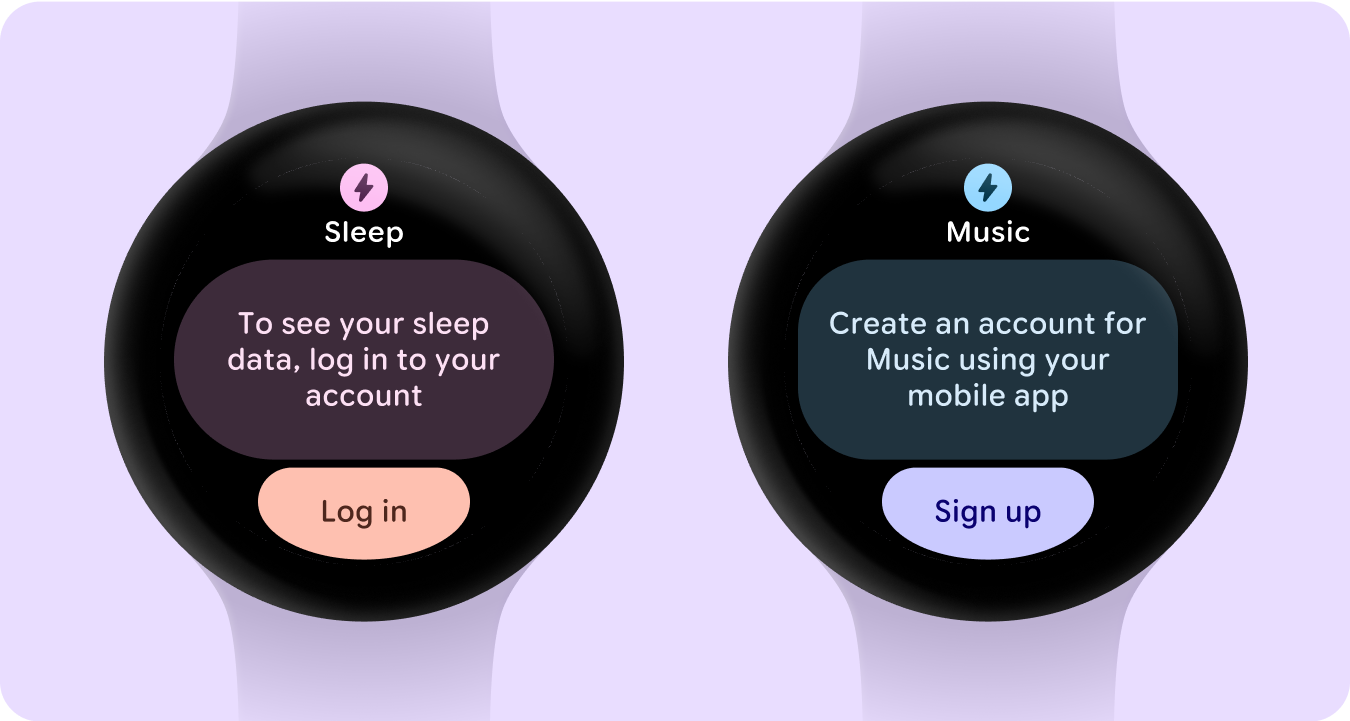 Sleep
To see your sleep
data, log in to your
account
Log in
Music
Create an account for
Music using your
mobile app
Sign up